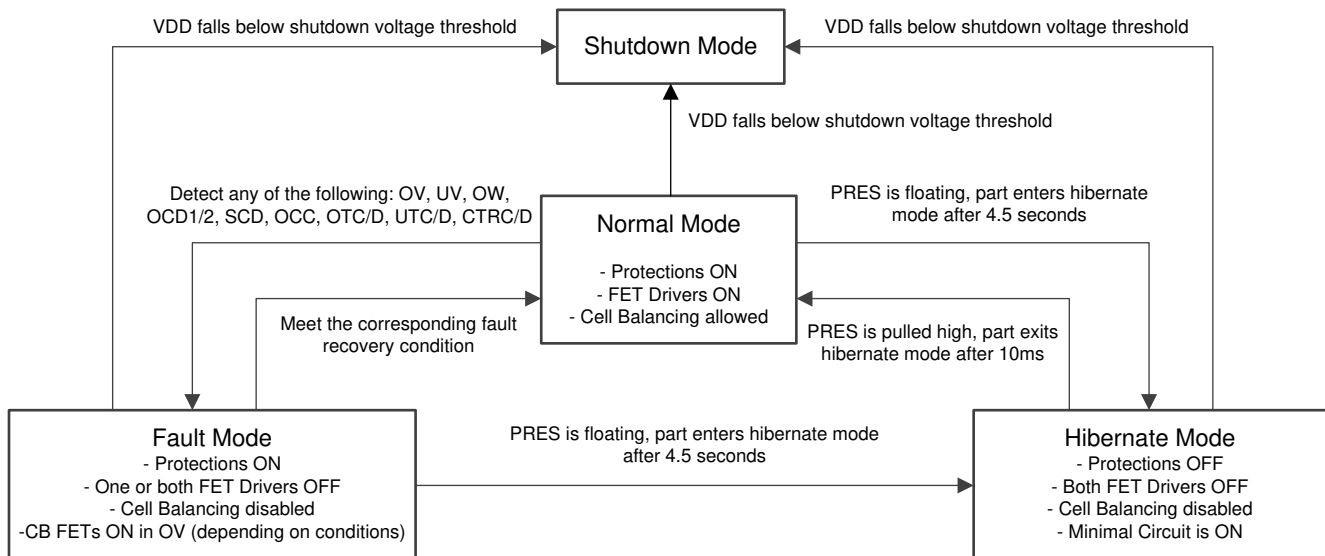 VDD falls below shutdown voltage threshold
Shutdown Mode
VDD falls below shutdown voltage threshold
VDD falls below shutdown voltage threshold
Detect any of the following: OV, UV, OW,
OCD1/2, SCD, OCC, OTC/D, UTC/D, CTRC/D
PRES is floating, part enters hibernate
mode after 4.5 seconds
Normal Mode
- Protections ON
- FET Drivers ON
- Cell Balancing allowed
Meet the corresponding fault
recovery condition
PRES is pulled high, part exits
hibernate mode after 10ms
Fault Mode
- Protections ON
- One or both FET Drivers OFF
- Cell Balancing disabled
-CB FETs ON in OV (depending on conditions)
PRES is floating, part enters hibernate mode
after 4.5 seconds
Hibernate Mode
- Protections OFF
- Both FET Drivers OFF
- Cell Balancing disabled
- Minimal Circuit is ON